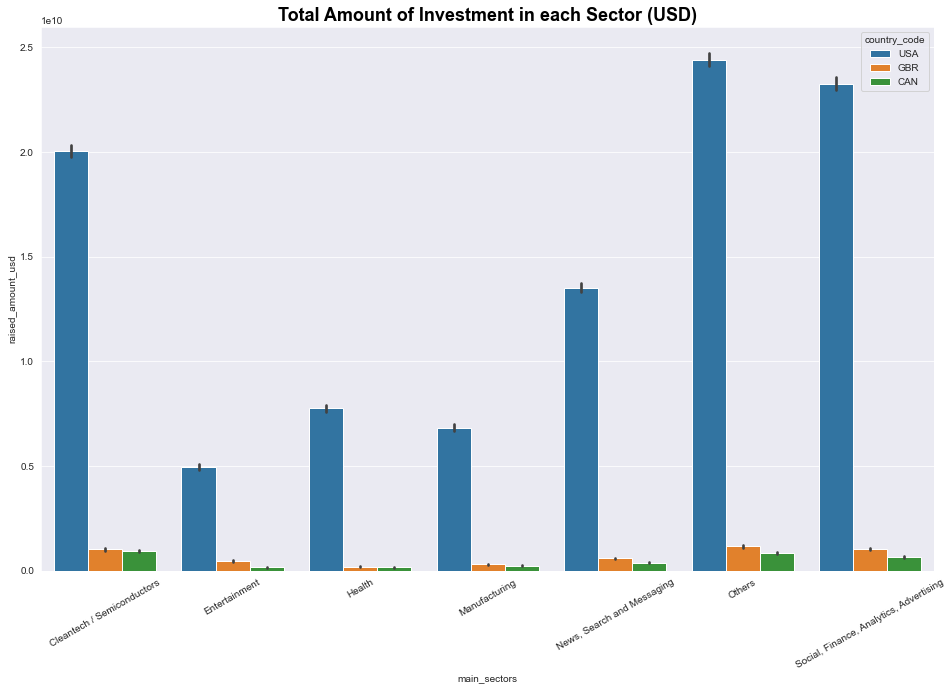 Total Amount of Investment in each Sector (USD)
1e10
country_code
USA
GBR
CAN
2.5
2.0
1.5
1.0
0.5
0.0
raised_amount_usd
Cleantech / Semiconductors
Entertainment
Health
Manufacturing
News, Search and Messaging
Others
Social, Finance, Analytics, Advertising
main_sectors